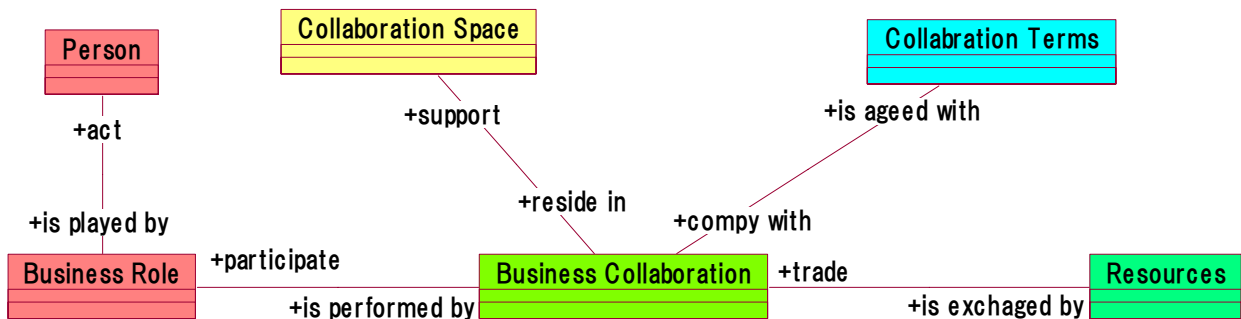 Person
Collaboration Space
Collabration Terms
+act
+support
+is ageed with
+is played by
+reside in
+compy with
Business Role
+participate
+is performed by
Business Collaboration
+trade
+is exchaged by
Resources